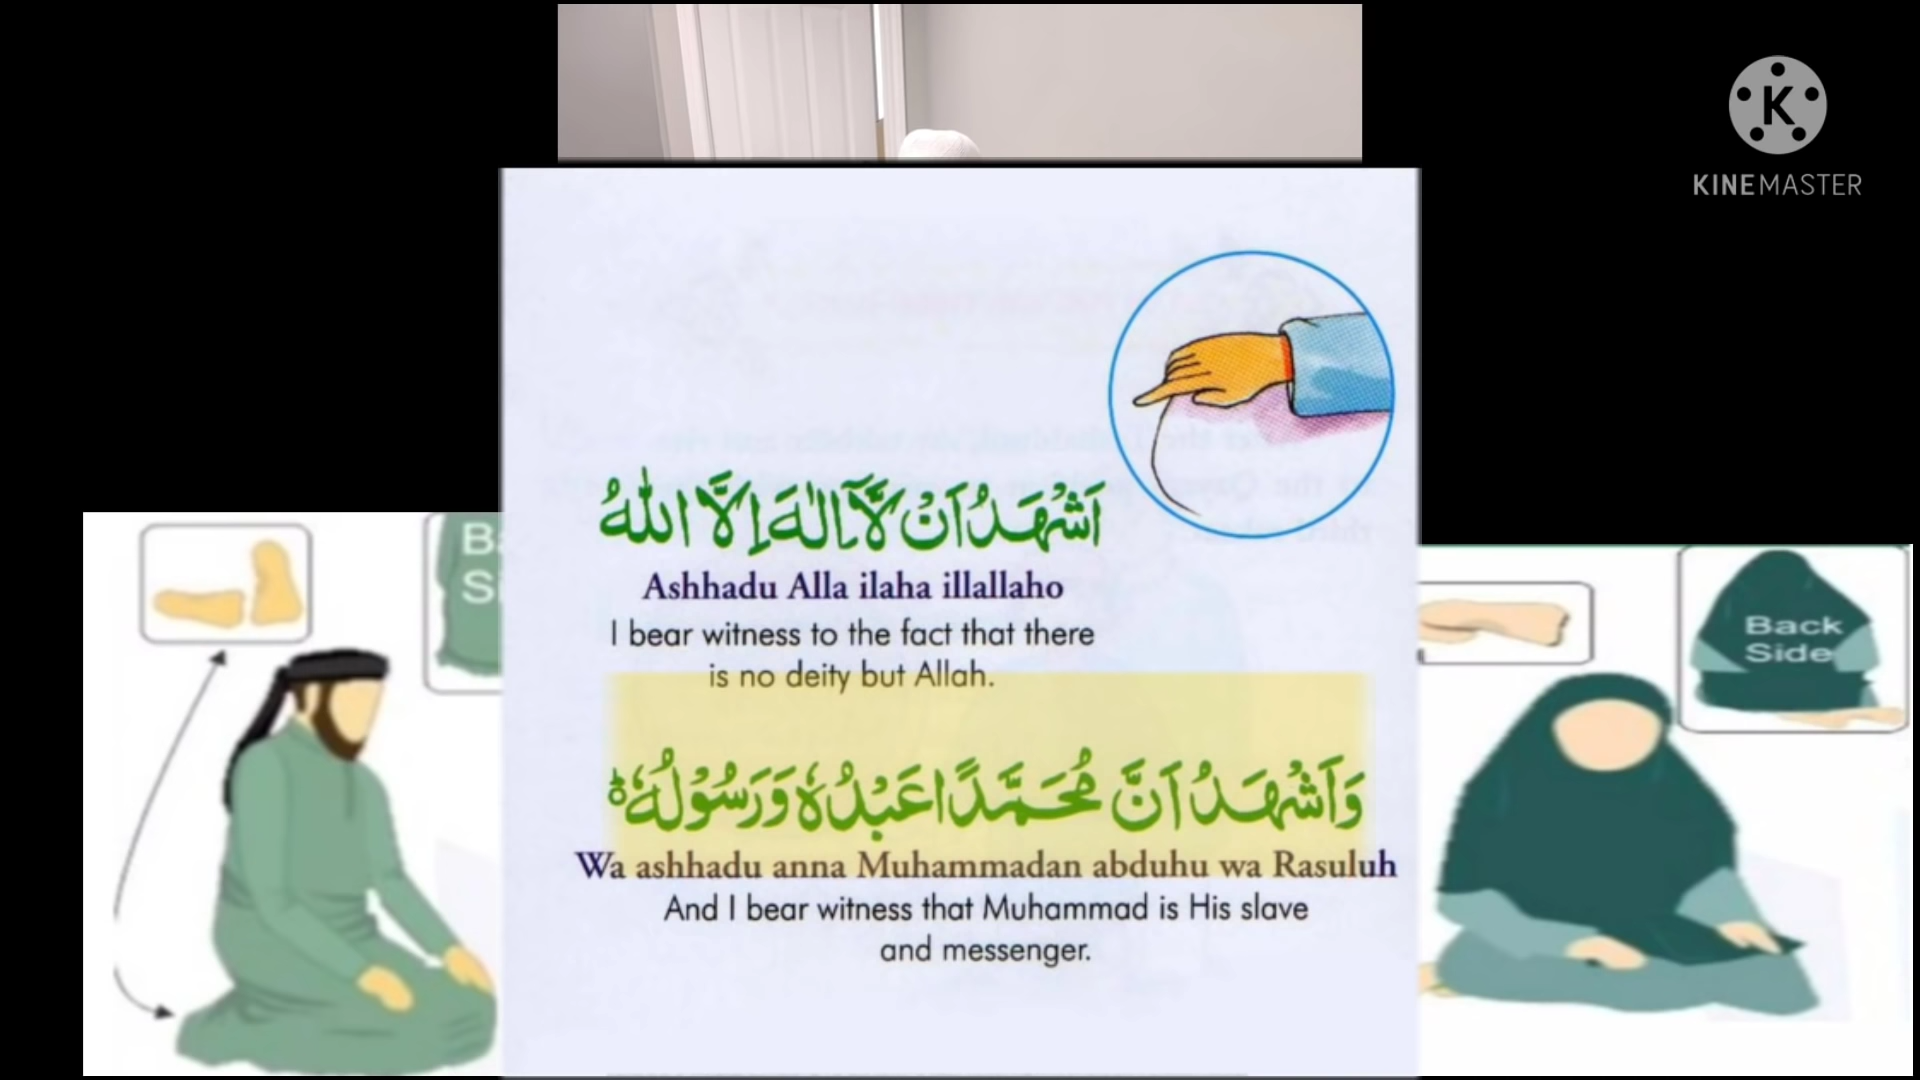 KINEMASTER
اَشْهَدُ اَنْ لَّآ اِلٰهَ اِلَّا اللّٰهُ
Ashhadu Alla ilaha illallaho
I bear witness to the fact that there
is no deity but Allah.
وَاَشْهَدُ اَنَّ مُحَمَّدًا عَبْدُهٗ وَرَسُوْلُهٗ ؕ
Wa ashhadu anna Muhammadan abduhu wa Rasuluh
And I bear witness that Muhammad is His slave
and messenger.
Back
Side